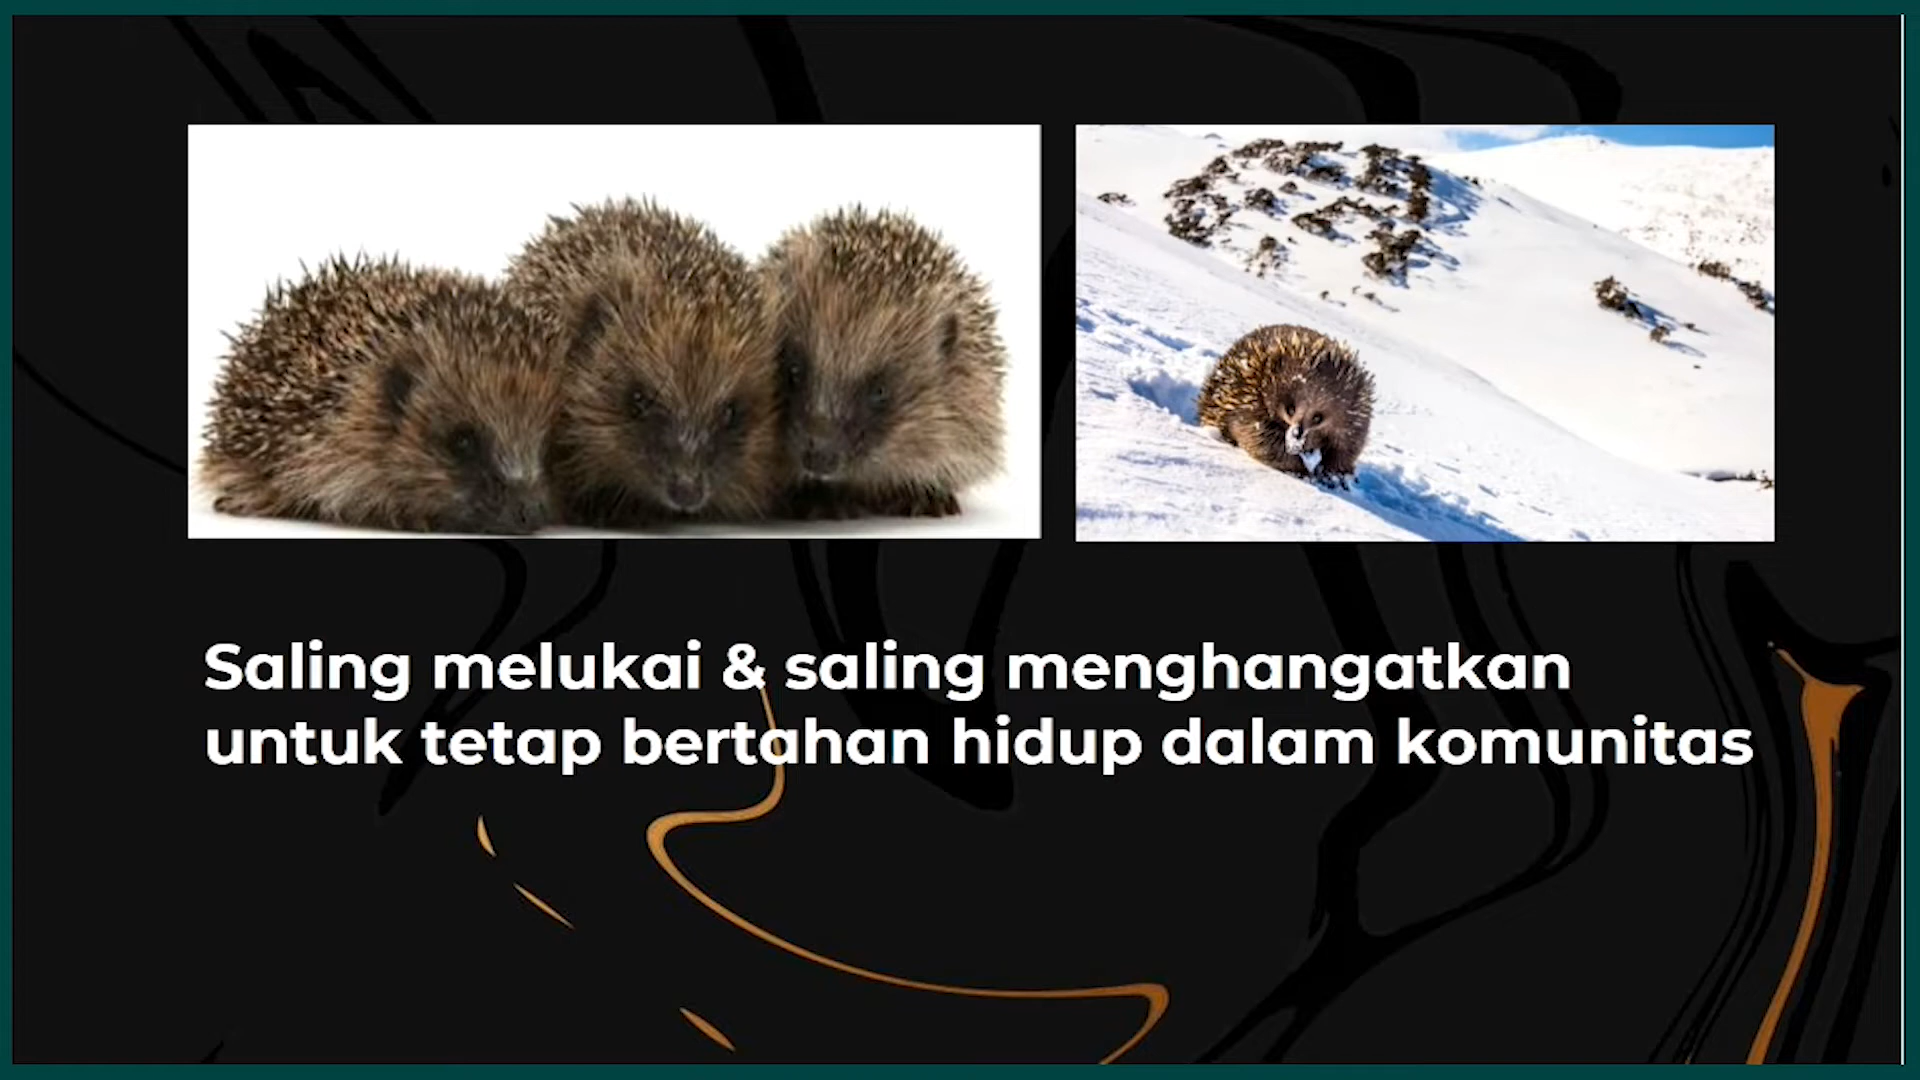 Saling melukai & saling menghangatkan
untuk tetap bertahan hidup dalam komunitas